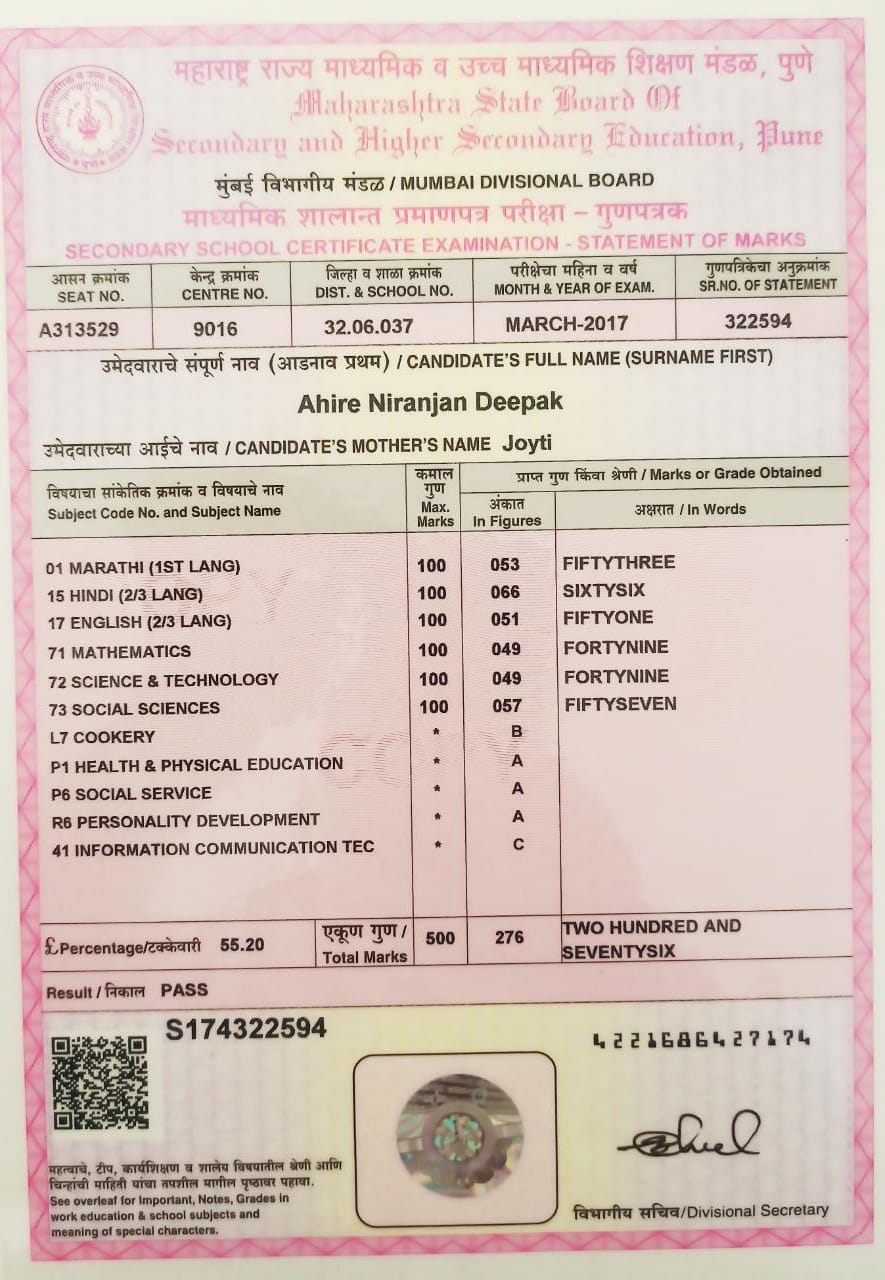 महाराष्ट्र राज्य माध्यमिक व उच्च माध्यमिक शिक्षण मंडळ, पुणे
Maharashtra State Board Of
Secondary and Higher Secondary Education, Pune
मुंबई विभागीय मंडळ / MUMBAI DIVISIONAL BOARD
माध्यमिक शालान्त प्रमाणपत्र परीक्षा – गुणपत्रक
SECONDARY SCHOOL CERTIFICATE EXAMINATION - STATEMENT OF MARKS
आसन क्रमांक केन्द्र क्रमांक जिल्हा व शाळा क्रमांक परीक्षेचा महिना व वर्ष गुणपत्रिकेचा अनुक्रमांक
SEAT NO. CENTRE NO. DIST. & SCHOOL NO. MONTH & YEAR OF EXAM. SR.NO. OF STATEMENT
A313529 9016 32.06.037 MARCH-2017 322594
उमेदवाराचे संपूर्ण नाव (आडनाव प्रथम) / CANDIDATE'S FULL NAME (SURNAME FIRST)
Ahire Niranjan Deepak
उमेदवाराच्या आईचे नाव / CANDIDATE'S MOTHER'S NAME Joyti
विषयाचा सांकेतिक क्रमांक व विषयाचे नाव
Subject Code No. and Subject Name
कमाल
गुण
Max.
Marks
प्राप्त गुण किंवा श्रेणी / Marks or Grade Obtained
अंकात
In Figures
अक्षरात / In Words
01 MARATHI (1ST LANG) 100 053 FIFTYTHREE
15 HINDI (2/3 LANG) 100 066 SIXTYSIX
17 ENGLISH (2/3 LANG) 100 051 FIFTYONE
71 MATHEMATICS 100 049 FORTYNINE
72 SCIENCE & TECHNOLOGY 100 049 FORTYNINE
73 SOCIAL SCIENCES 100 057 FIFTYSEVEN
L7 COOKERY * B
P1 HEALTH & PHYSICAL EDUCATION * A
P6 SOCIAL SERVICE * A
R6 PERSONALITY DEVELOPMENT * A
41 INFORMATION COMMUNICATION TEC * C
£Percentage/टक्केवारी 55.20
एकूण गुण /
Total Marks
500 276
TWO HUNDRED AND
SEVENTYSIX
Result / निकाल PASS
S174322594
4221686427174
महत्वाचे, टीप, कार्यशिक्षण व शालेय विषयातील श्रेणी आणि
चिन्हांची माहिती यांचा तपशील मागील पृष्ठावर पहावा.
See overleaf for Important, Notes, Grades in
work education & school subjects and
meaning of special characters.
विभागीय सचिव/Divisional Secretary